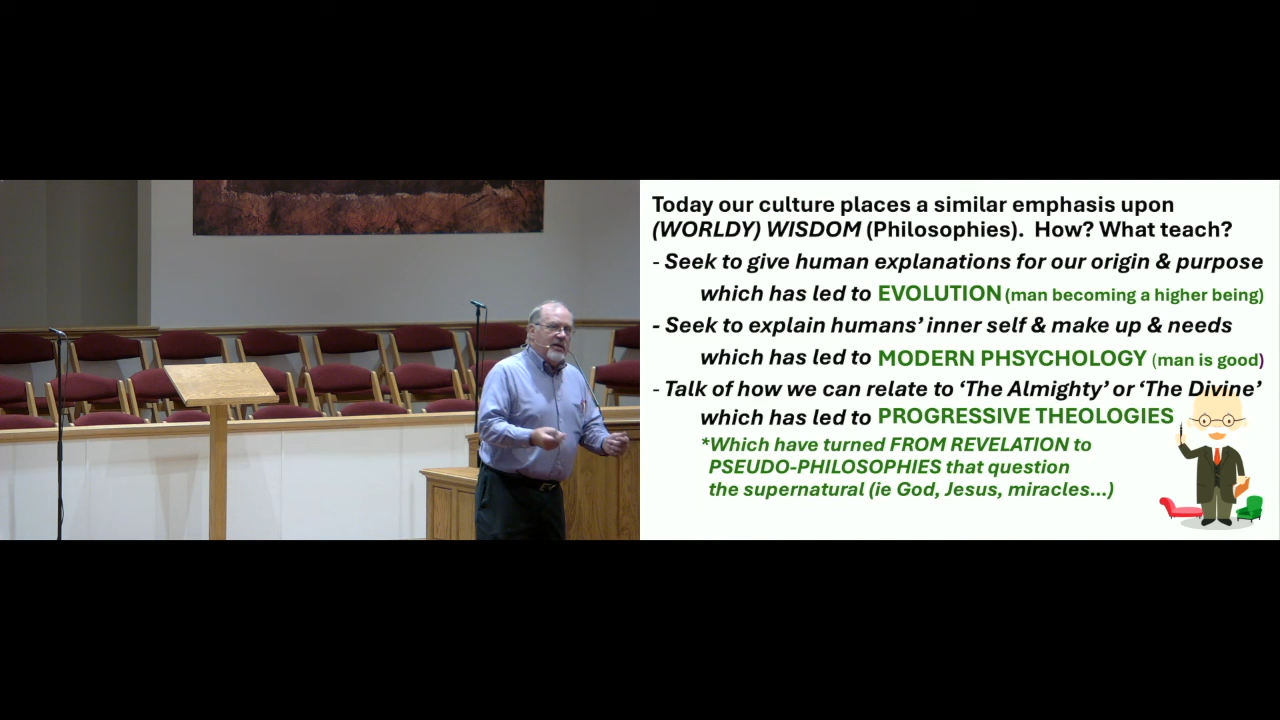 Today our culture places a similar emphasis upon
(WORLDY) WISDOM (Philosophies).  How? What teach?
- Seek to give human explanations for our origin & purpose
which has led to EVOLUTION (man becoming a higher being)
- Seek to explain humans' inner self & make up & needs
which has led to MODERN PHSYCHOLOGY (man is good)
- Talk of how we can relate to 'The Almighty' or 'The Divine'
which has led to PROGRESSIVE THEOLOGIES
*Which have turned FROM REVELATION to
PSEUDO-PHILOSOPHIES that question
the supernatural (ie God, Jesus, miracles...)